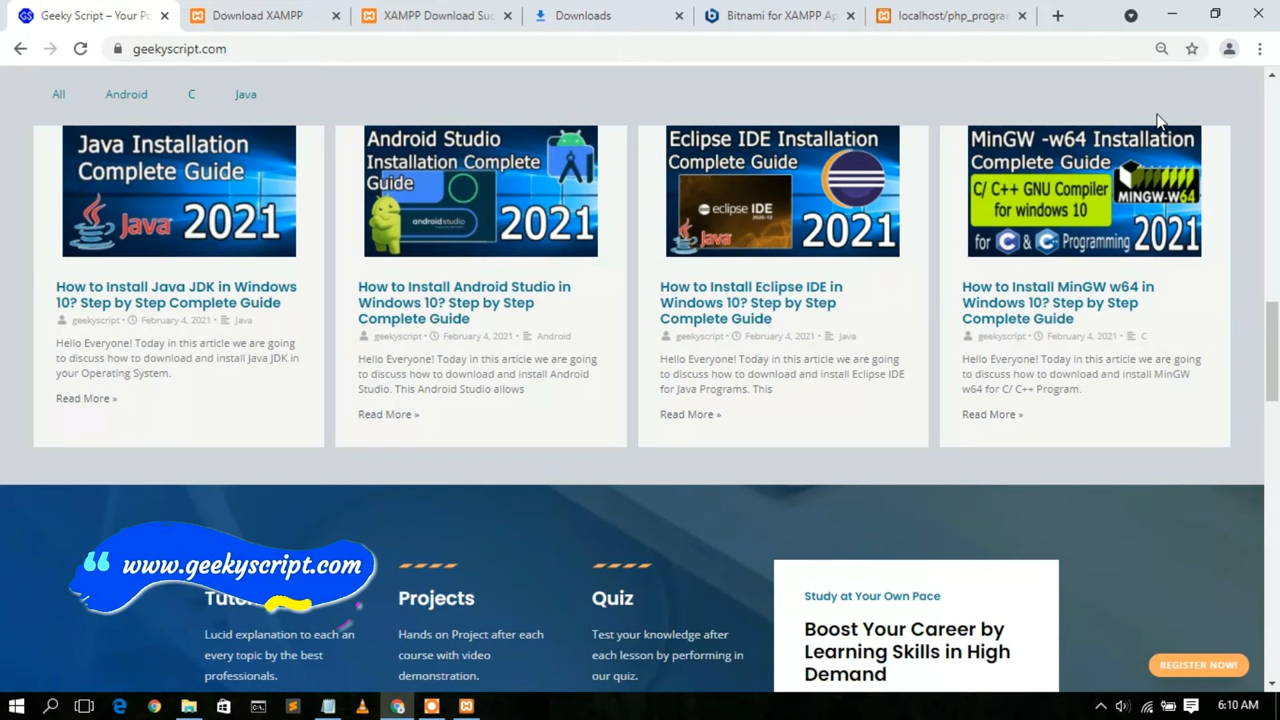 Geeky Script – Your Po
Download XAMPP
XAMPP Download Suc
Downloads
Bitnami for XAMPP Ap
localhost/php_program
geekyscript.com
All
Android
C
Java
Java Installation
Complete Guide
Java
2021
Android Studio
Installation Complete
Guide
androidstudio
2021
Eclipse IDE Installation
Complete Guide
eclipse IDE
2020-12
Java
2021
MinGW -w64 Installation
Complete Guide
C/ C++ GNU Compiler
for windows 10
MINGW-W64
for C & C++ Programming
2021
How to Install Java JDK in Windows
10? Step by Step Complete Guide
geekyscript • February 4, 2021 • Java
Hello Everyone! Today in this article we are going
to discuss how to download and install Java JDK in
your Operating System.
Read More »
How to Install Android Studio in
Windows 10? Step by Step
Complete Guide
geekyscript • February 4, 2021 • Android
Hello Everyone! Today in this article we are going
to discuss how to download and install Android
Studio. This Android Studio allows
Read More »
How to Install Eclipse IDE in
Windows 10? Step by Step
Complete Guide
geekyscript • February 4, 2021 • Java
Hello Everyone! Today in this article we are going
to discuss how to download and install Eclipse IDE
for Java Programs. This
Read More »
How to Install MinGW w64 in
Windows 10? Step by Step
Complete Guide
geekyscript • February 4, 2021 • C
Hello Everyone! Today in this article we are going
to discuss how to download and install MinGW
w64 for C/ C++ Program.
Read More »
www.geekyscript.com
Lucid explanation to each an
every topic by the best
professionals.
Projects
Hands on Project after each
course with video
demonstration.
Quiz
Test your knowledge after
each lesson by performing in
our quiz.
Study at Your Own Pace
Boost Your Career by
Learning Skills in High
Demand
REGISTER NOW!
6:10 AM